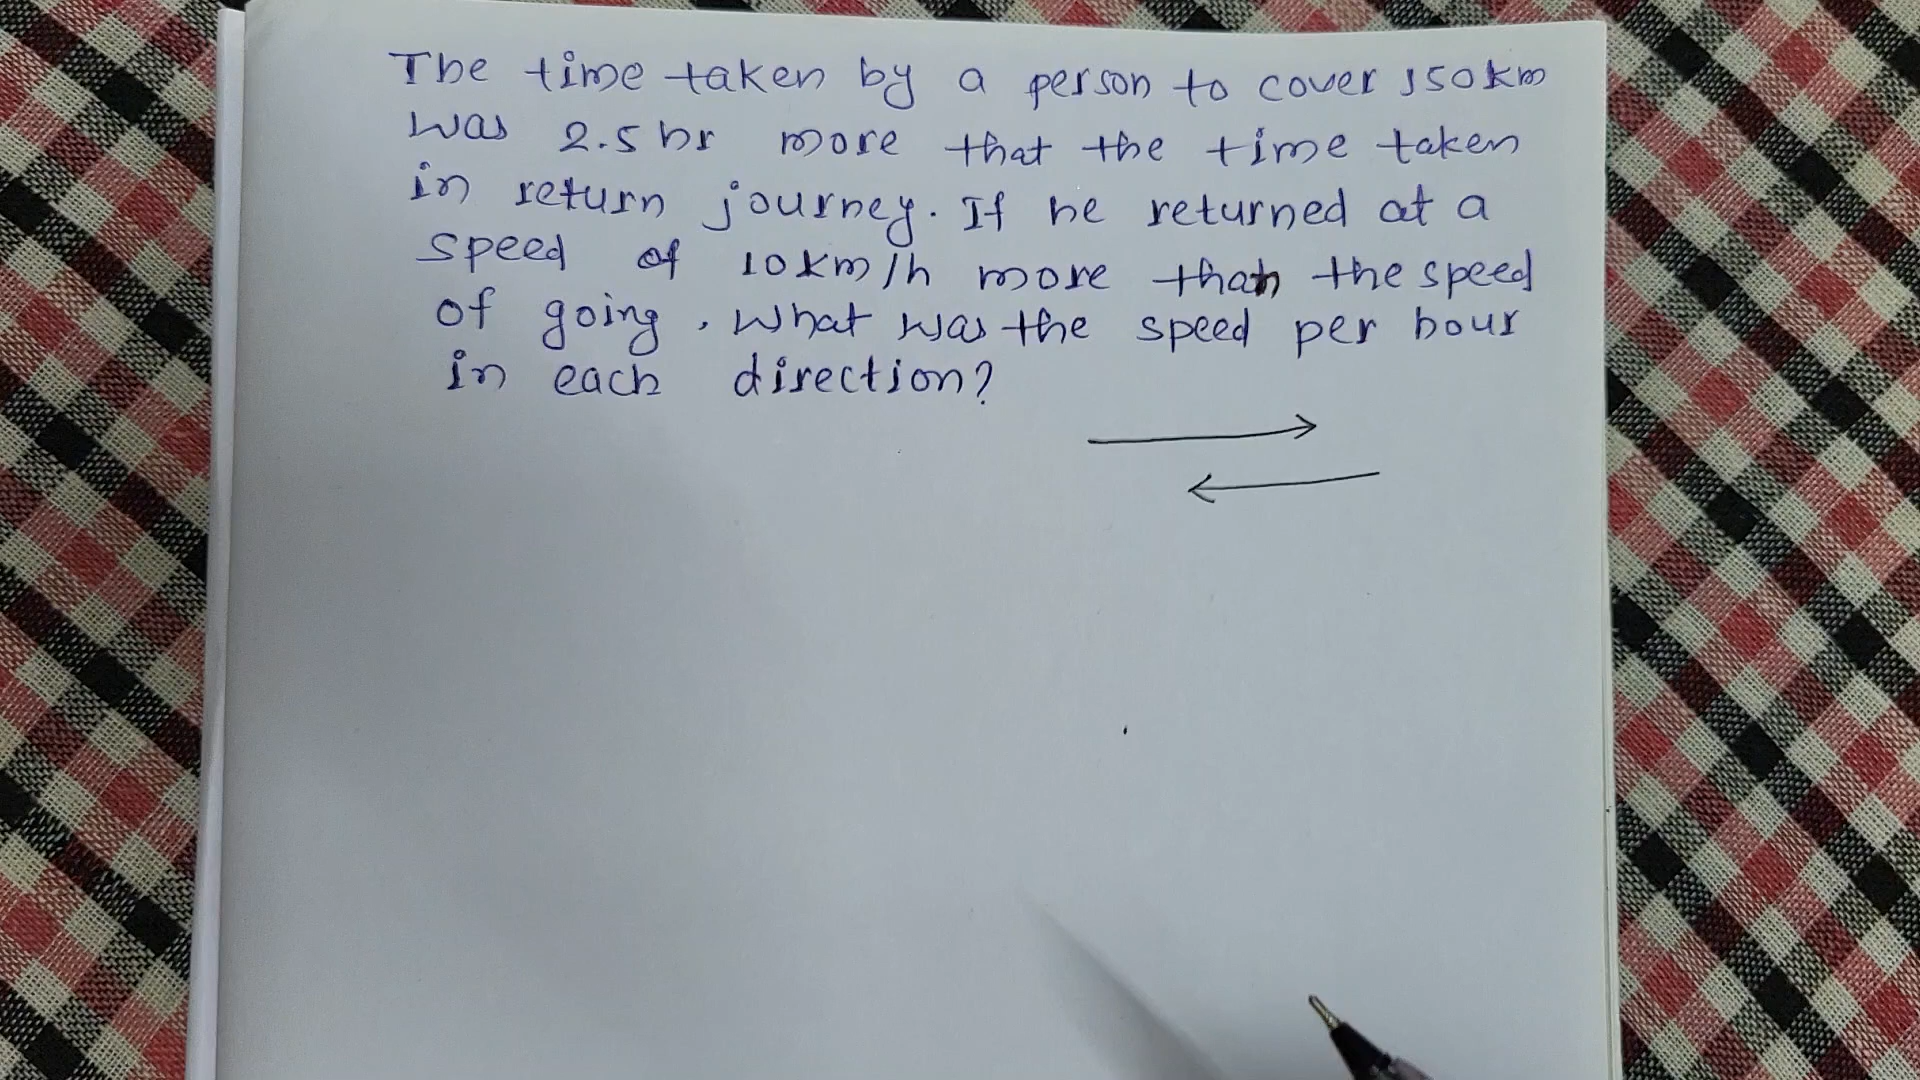 The time taken by a person to cover 150km
was 2.5hr more that the time taken
in return journey. If he returned at a
speed of 10km/h more than the speed
of going, What was the speed per hour
in each direction?